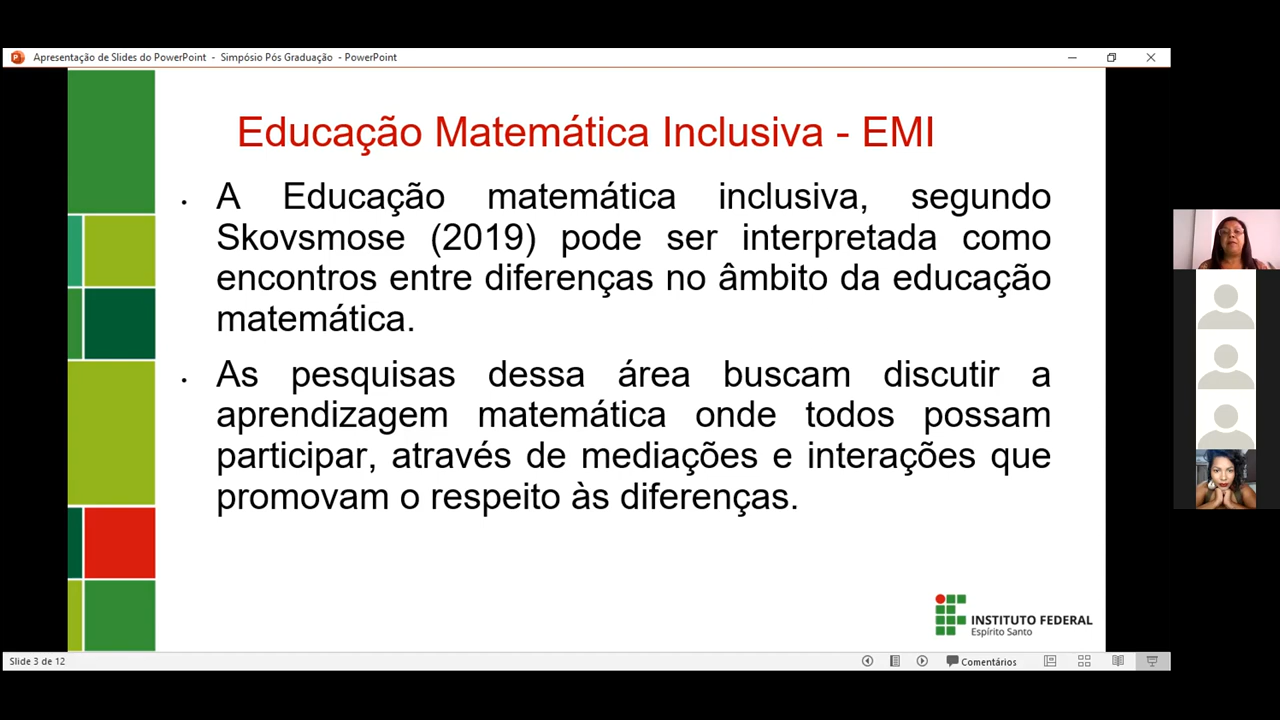 Apresentação de Slides do PowerPoint - Simpósio Pós Graduação - PowerPoint
Educação Matemática Inclusiva - EMI
• A Educação matemática inclusiva, segundo
Skovsmose (2019) pode ser interpretada como
encontros entre diferenças no âmbito da educação
matemática.
• As pesquisas dessa área buscam discutir a
aprendizagem matemática onde todos possam
participar, através de mediações e interações que
promovam o respeito às diferenças.
INSTITUTO FEDERAL
Espírito Santo
Slide 3 de 12
Comentários